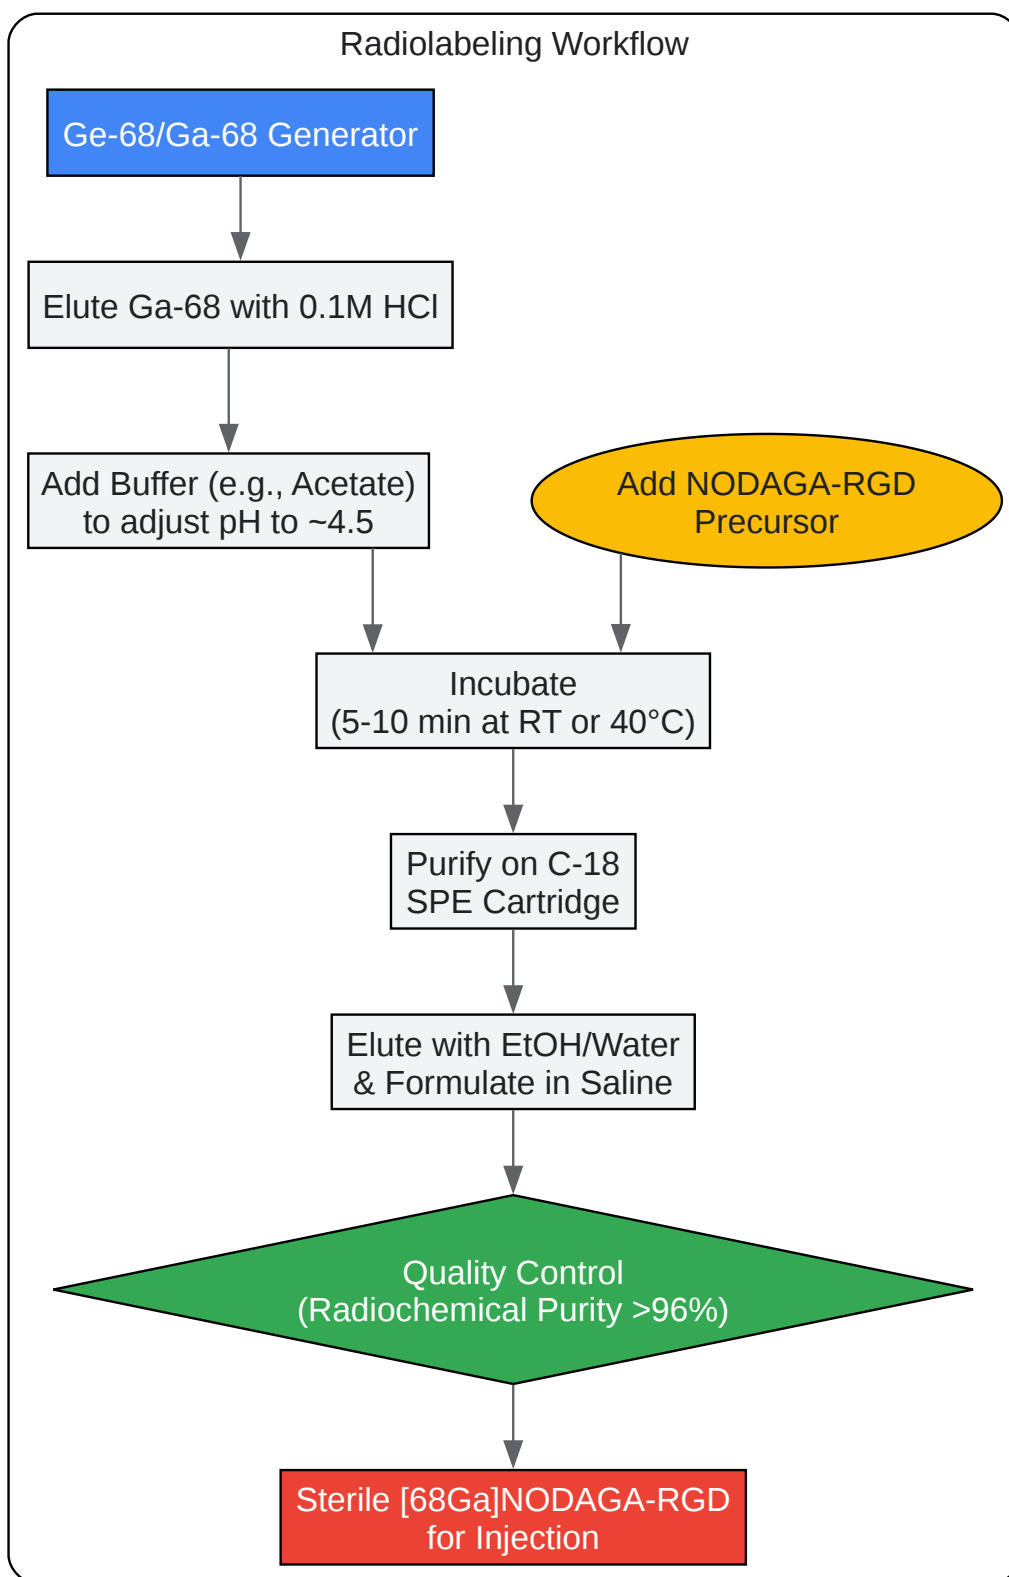 Radiolabeling Workflow
Ge-68/Ga-68 Generator
Elute Ga-68 with 0.1M HCl
Add Buffer (e.g., Acetate)
to adjust pH to ~4.5
Add NODAGA-RGD
Precursor
Incubate
(5-10 min at RT or 40°C)
Purify on C-18
SPE Cartridge
Elute with EtOH/Water
& Formulate in Saline
Quality Control
(Radiochemical Purity >96%)
Sterile [68Ga]NODAGA-RGD
for Injection